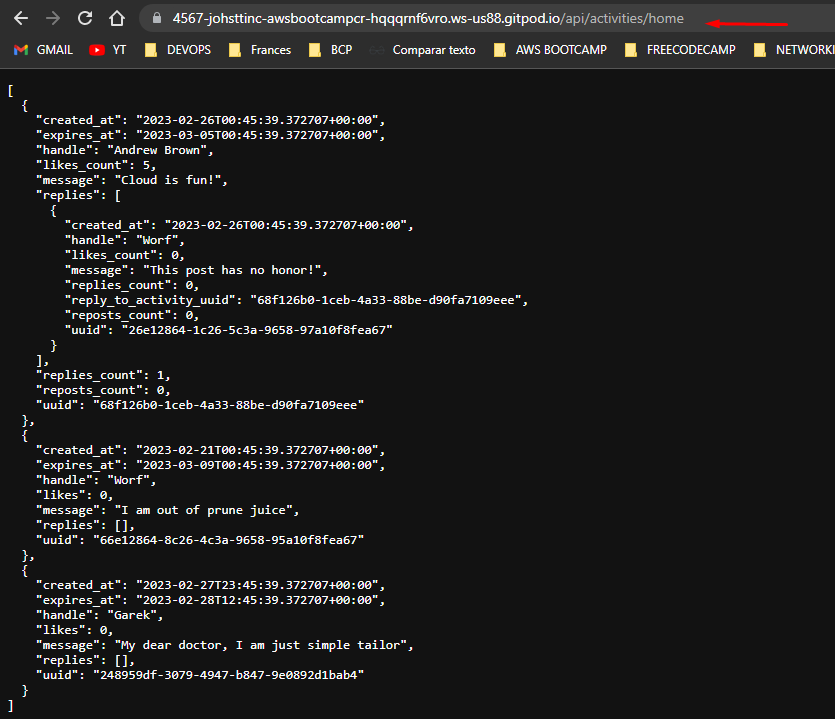 4567-johsttinc-awsbootcampcr-hqqqrnf6vro.ws-us88.gitpod.io/api/activities/home
GMAIL YT DEVOPS Frances BCP Comparar texto AWS BOOTCAMP FREECODECAMP NETWORKI
[
  {
    "created_at": "2023-02-26T00:45:39.372707+00:00",
    "expires_at": "2023-03-05T00:45:39.372707+00:00",
    "handle": "Andrew Brown",
    "likes_count": 5,
    "message": "Cloud is fun!",
    "replies": [
      {
        "created_at": "2023-02-26T00:45:39.372707+00:00",
        "handle": "Worf",
        "likes_count": 0,
        "message": "This post has no honor!",
        "replies_count": 0,
        "reply_to_activity_uuid": "68f126b0-1ceb-4a33-88be-d90fa7109eee",
        "reposts_count": 0,
        "uuid": "26e12864-1c26-5c3a-9658-97a10f8fea67"
      }
    ],
    "replies_count": 1,
    "reposts_count": 0,
    "uuid": "68f126b0-1ceb-4a33-88be-d90fa7109eee"
  },
  {
    "created_at": "2023-02-21T00:45:39.372707+00:00",
    "expires_at": "2023-03-09T00:45:39.372707+00:00",
    "handle": "Worf",
    "likes": 0,
    "message": "I am out of prune juice",
    "replies": [],
    "uuid": "66e12864-8c26-4c3a-9658-95a10f8fea67"
  },
  {
    "created_at": "2023-02-27T23:45:39.372707+00:00",
    "expires_at": "2023-02-28T12:45:39.372707+00:00",
    "handle": "Garek",
    "likes": 0,
    "message": "My dear doctor, I am just simple tailor",
    "replies": [],
    "uuid": "248959df-3079-4947-b847-9e0892d1bab4"
  }
]